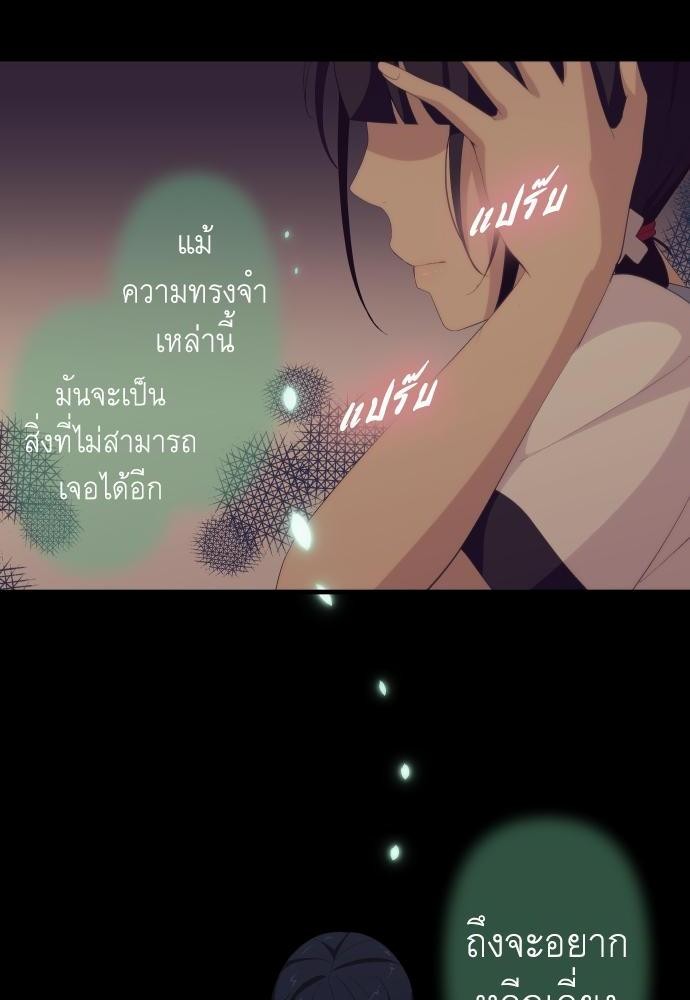 แม้
ความทรงจำ
เหล่านี้
มันจะเป็น
สิ่งที่ไม่สามารถ
เจอได้อีก
แปร๊บ
แปร๊บ
ถึงจะอยาก